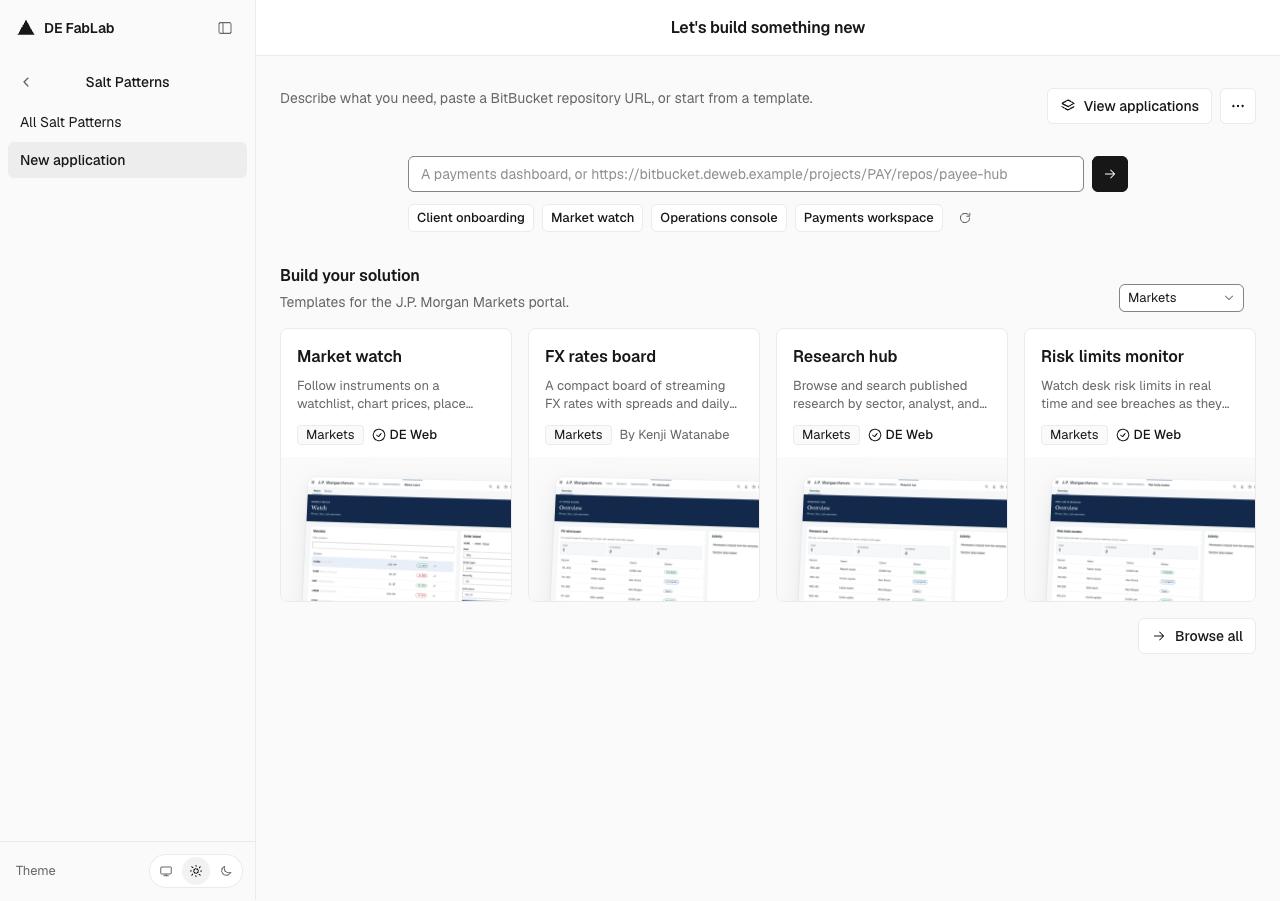 DE FabLab
Let's build something new
Salt Patterns
All Salt Patterns
New application
Describe what you need, paste a BitBucket repository URL, or start from a template.
View applications
A payments dashboard, or https://bitbucket.deweb.example/projects/PAY/repos/payee-hub
Client onboarding
Market watch
Operations console
Payments workspace
Build your solution
Templates for the J.P. Morgan Markets portal.
Markets
Market watch
Follow instruments on a
watchlist, chart prices, place…
Markets
DE Web
FX rates board
A compact board of streaming
FX rates with spreads and daily…
Markets
By Kenji Watanabe
Research hub
Browse and search published
research by sector, analyst, and…
Markets
DE Web
Risk limits monitor
Watch desk risk limits in real
time and see breaches as they…
Markets
DE Web
Watch
Overview
Overview
Overview
Browse all
Theme